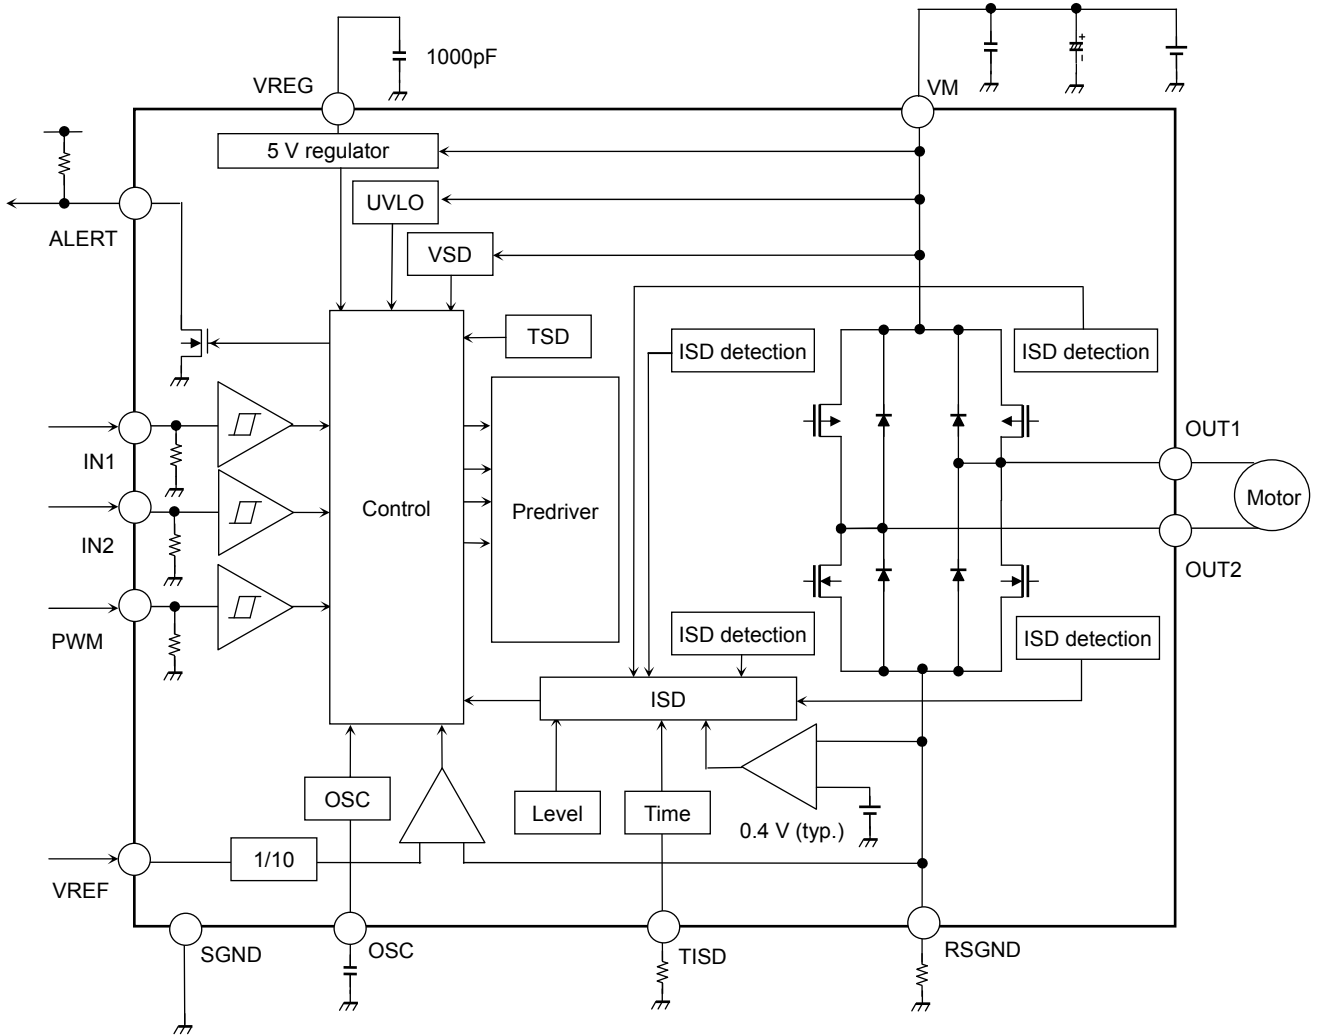 1000pF
VREG
VM
5 V regulator
UVLO
ALERT
VSD
TSD
ISD detection
ISD detection
OUT1
IN1
Control
Predriver
Motor
IN2
OUT2
PWM
ISD detection
ISD detection
ISD
OSC
Level
Time
0.4 V (typ.)
1/10
VREF
SGND
OSC
TISD
RSGND
+
-